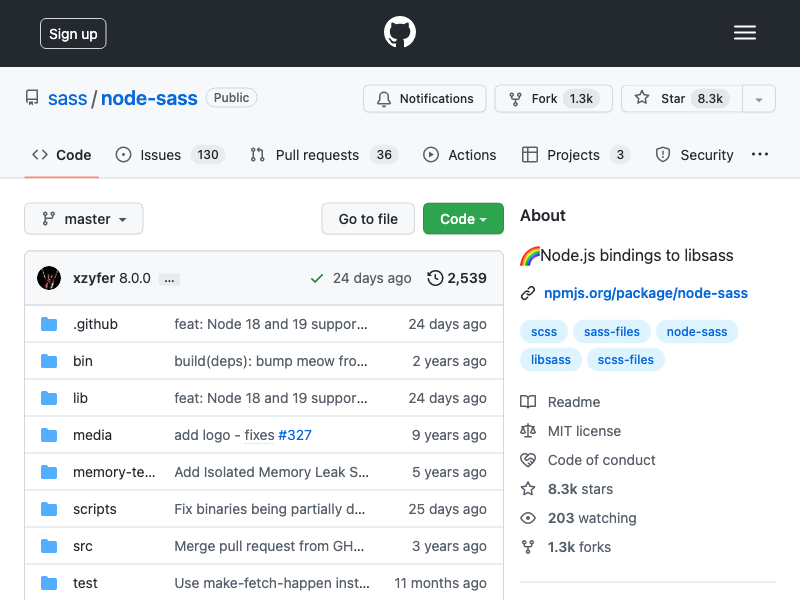 Sign up
sass / node-sass Public
Notifications Fork 1.3k Star 8.3k
Code Issues 130 Pull requests 36 Actions Projects 3 Security ...
master Go to file Code
xzyfer 8.0.0 ... 24 days ago 2,539
.github feat: Node 18 and 19 suppor... 24 days ago
bin build(deps): bump meow fro... 2 years ago
lib feat: Node 18 and 19 suppor... 24 days ago
media add logo - fixes #327 9 years ago
memory-te... Add Isolated Memory Leak S... 5 years ago
scripts Fix binaries being partially d... 25 days ago
src Merge pull request from GH... 3 years ago
test Use make-fetch-happen inst... 11 months ago
About
🌈Node.js bindings to libsass
npmjs.org/package/node-sass
scss sass-files node-sass
libsass scss-files
Readme
MIT license
Code of conduct
8.3k stars
203 watching
1.3k forks